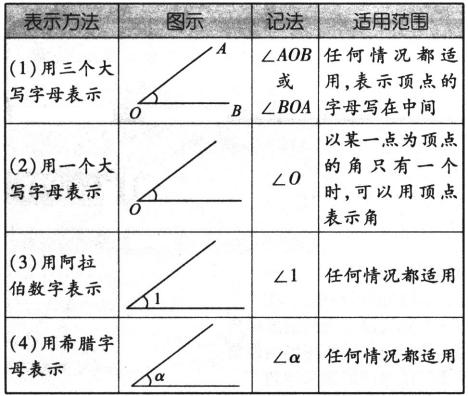 表示方法 图示 记法 适用范围
(1)用三个大
写字母表示
A
O
B
∠AOB
或
∠BOA
任何情况都适
用,表示顶点的
字母写在中间
(2)用一个大
写字母表示
O
∠O
以某一点为顶点
的角只有一个
时,可以用顶点
表示角
(3)用阿拉
伯数字表示
1
∠1
任何情况都适用
(4)用希腊字
母表示
α
∠α
任何情况都适用